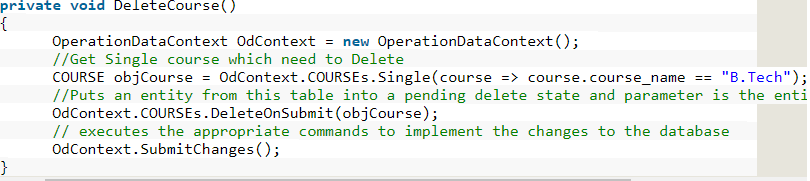 private void DeleteCourse()
{
OperationDataContext OdContext = new OperationDataContext();
//Get Single course which need to Delete
COURSE objCourse = OdContext.COURSEs.Single(course => course.course_name == "B.Tech");
//Puts an entity from this table into a pending delete state and parameter is the enti
OdContext.COURSEs.DeleteOnSubmit(objCourse);
// executes the appropriate commands to implement the changes to the database
OdContext.SubmitChanges();
}